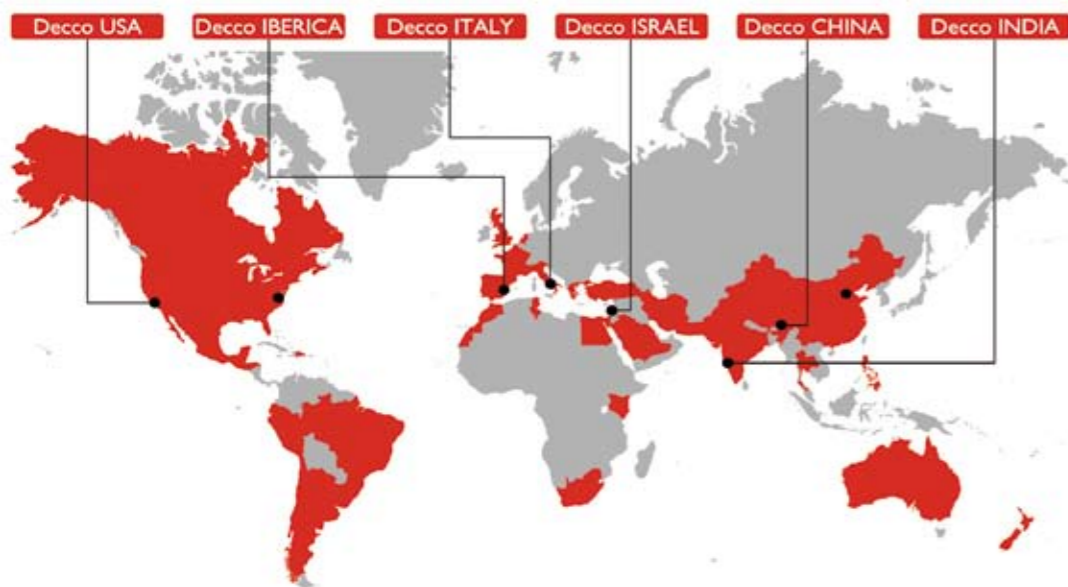 Decco USA
Decco IBERICA
Decco ITALY
Decco ISRAEL
Decco CHINA
Decco INDIA